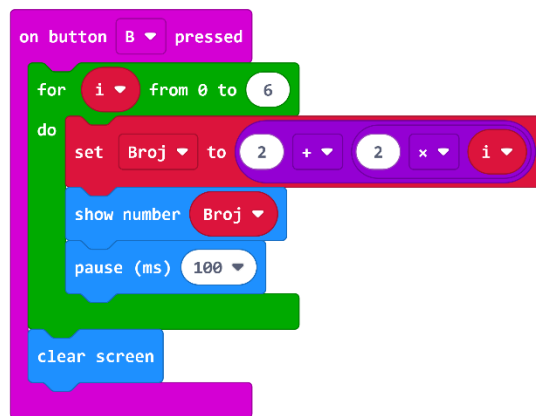 on button B pressed
for i from 0 to 6
do
set Broj to 2 + 2 × i
show number Broj
pause (ms) 100
clear screen